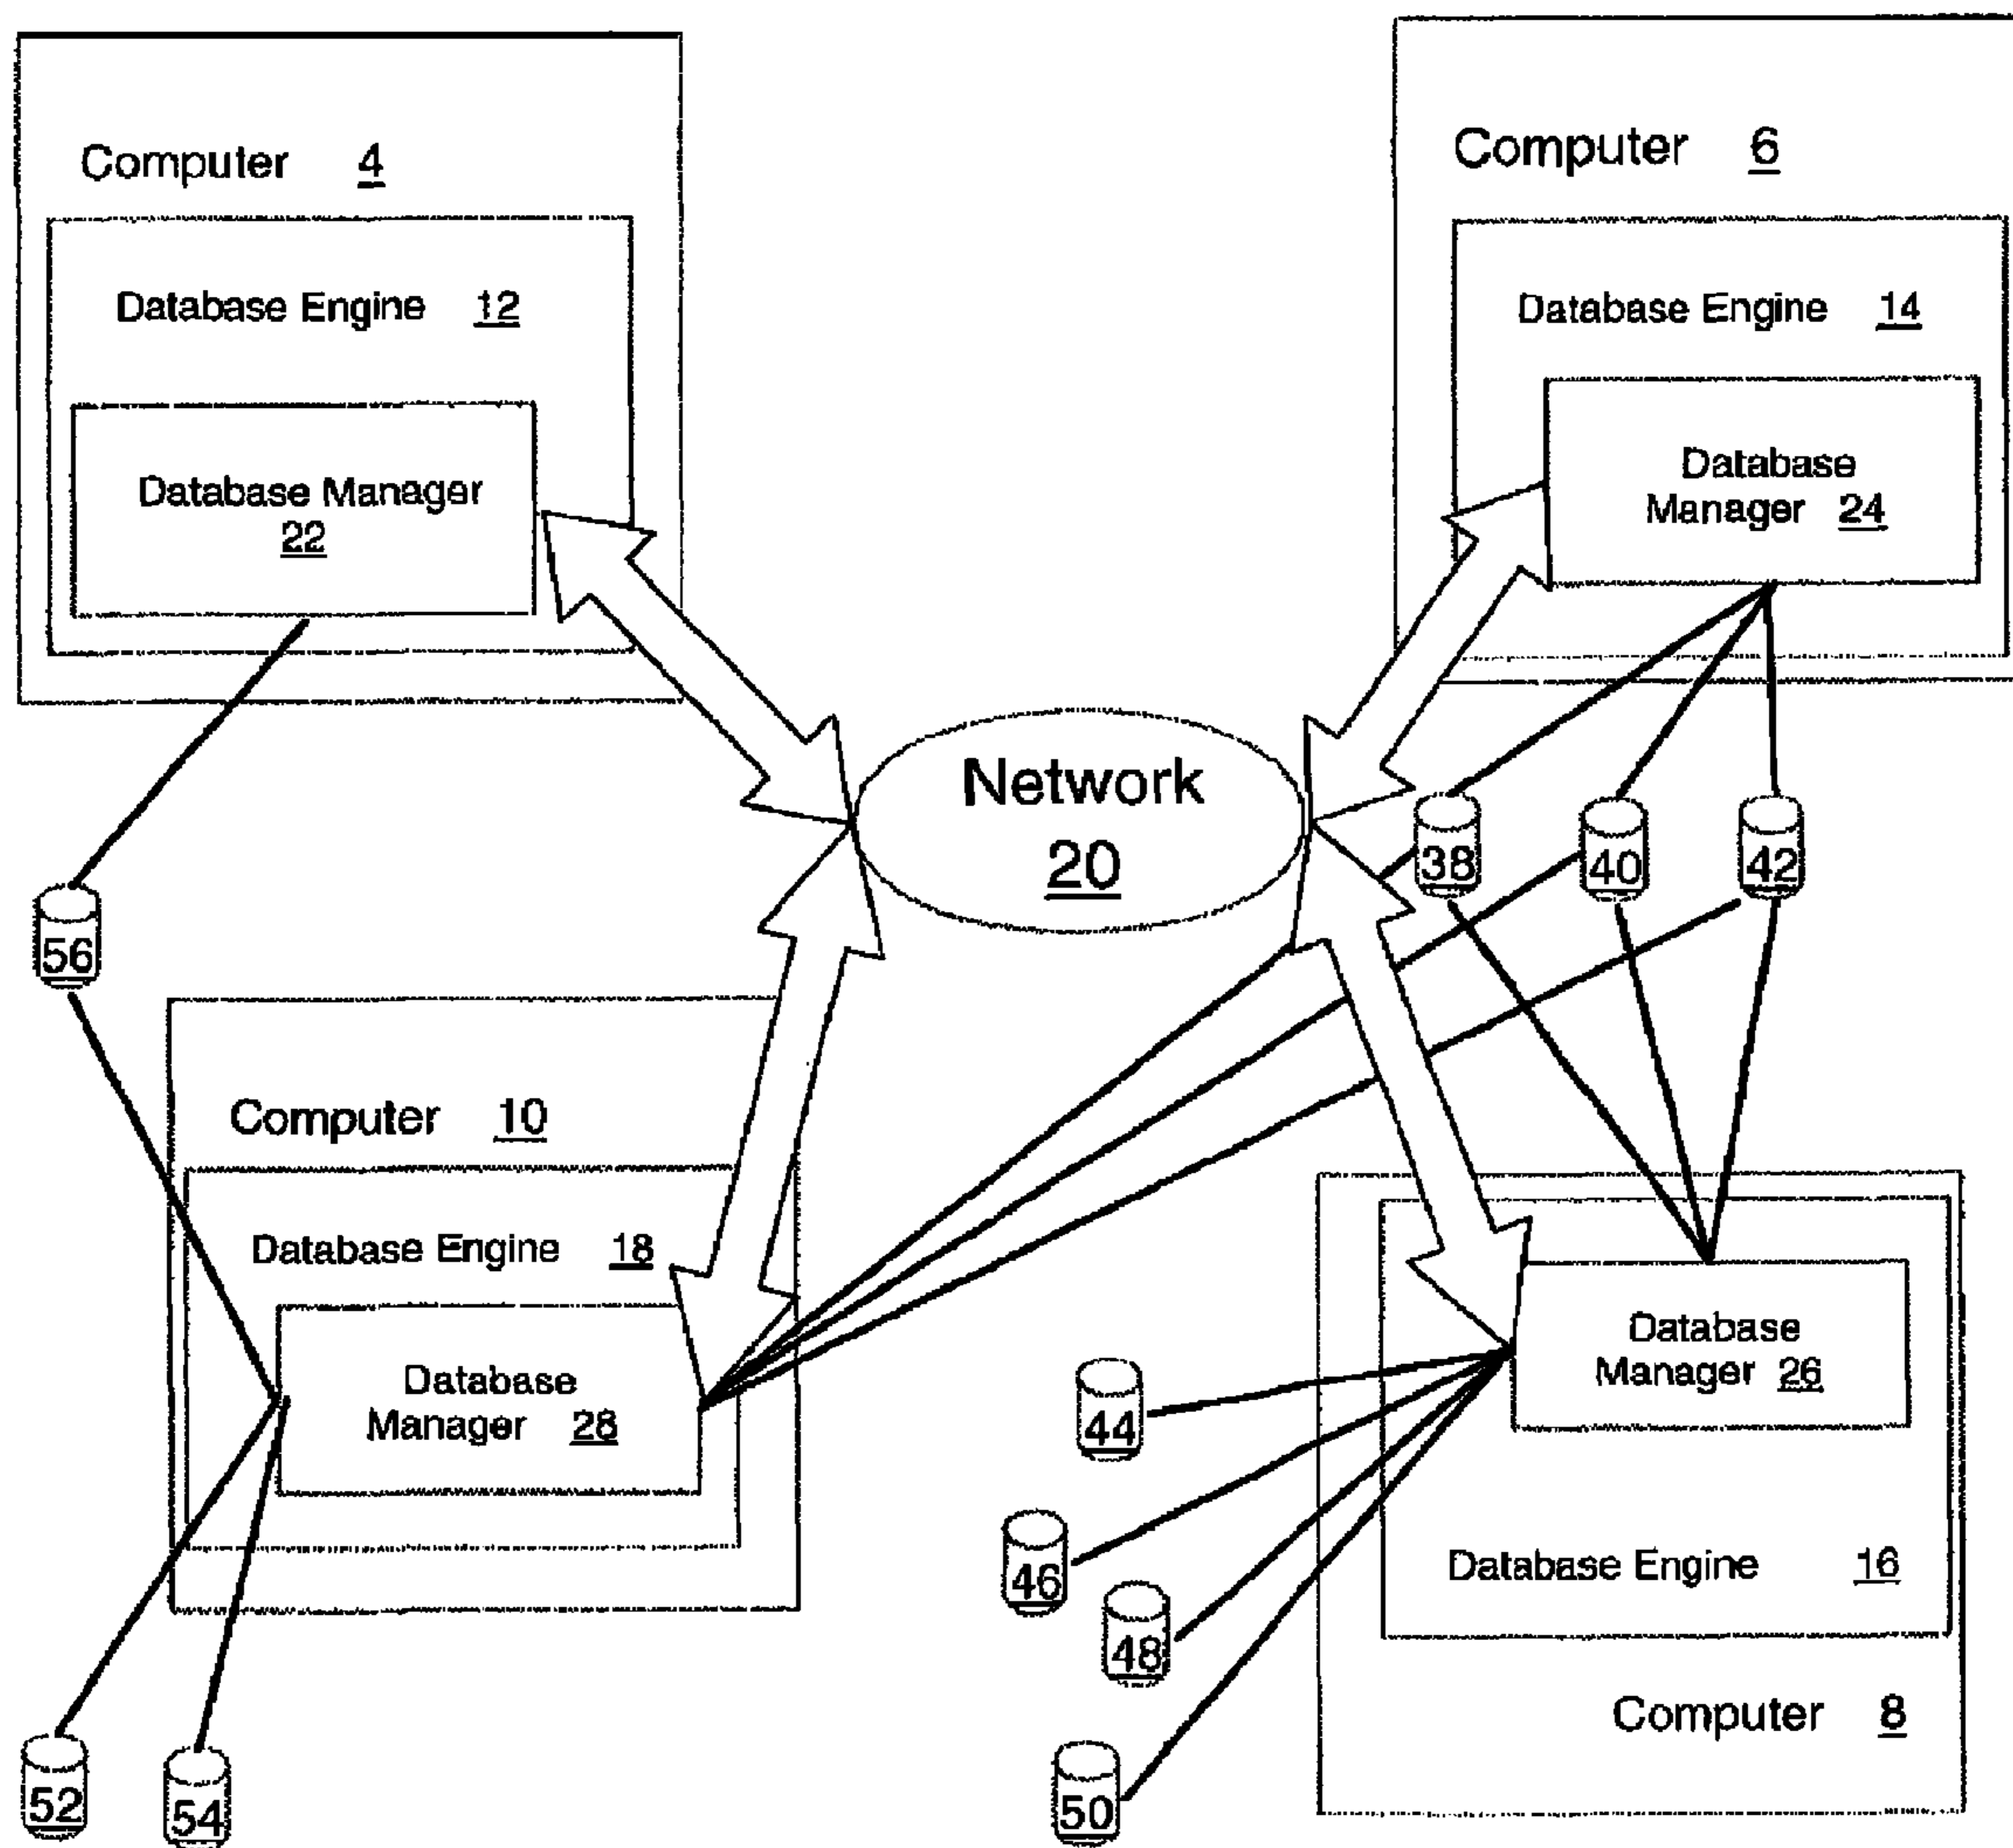 Computer 4
Database Engine 12
Database Manager
22
Computer 6
Database Engine 14
Database
Manager 24
Network
20
38
40
42
56
Computer 10
Database Engine 18
Database
Manager 28
Database
Manager 26
Database Engine 16
Computer 8
44
46
48
50
52
54